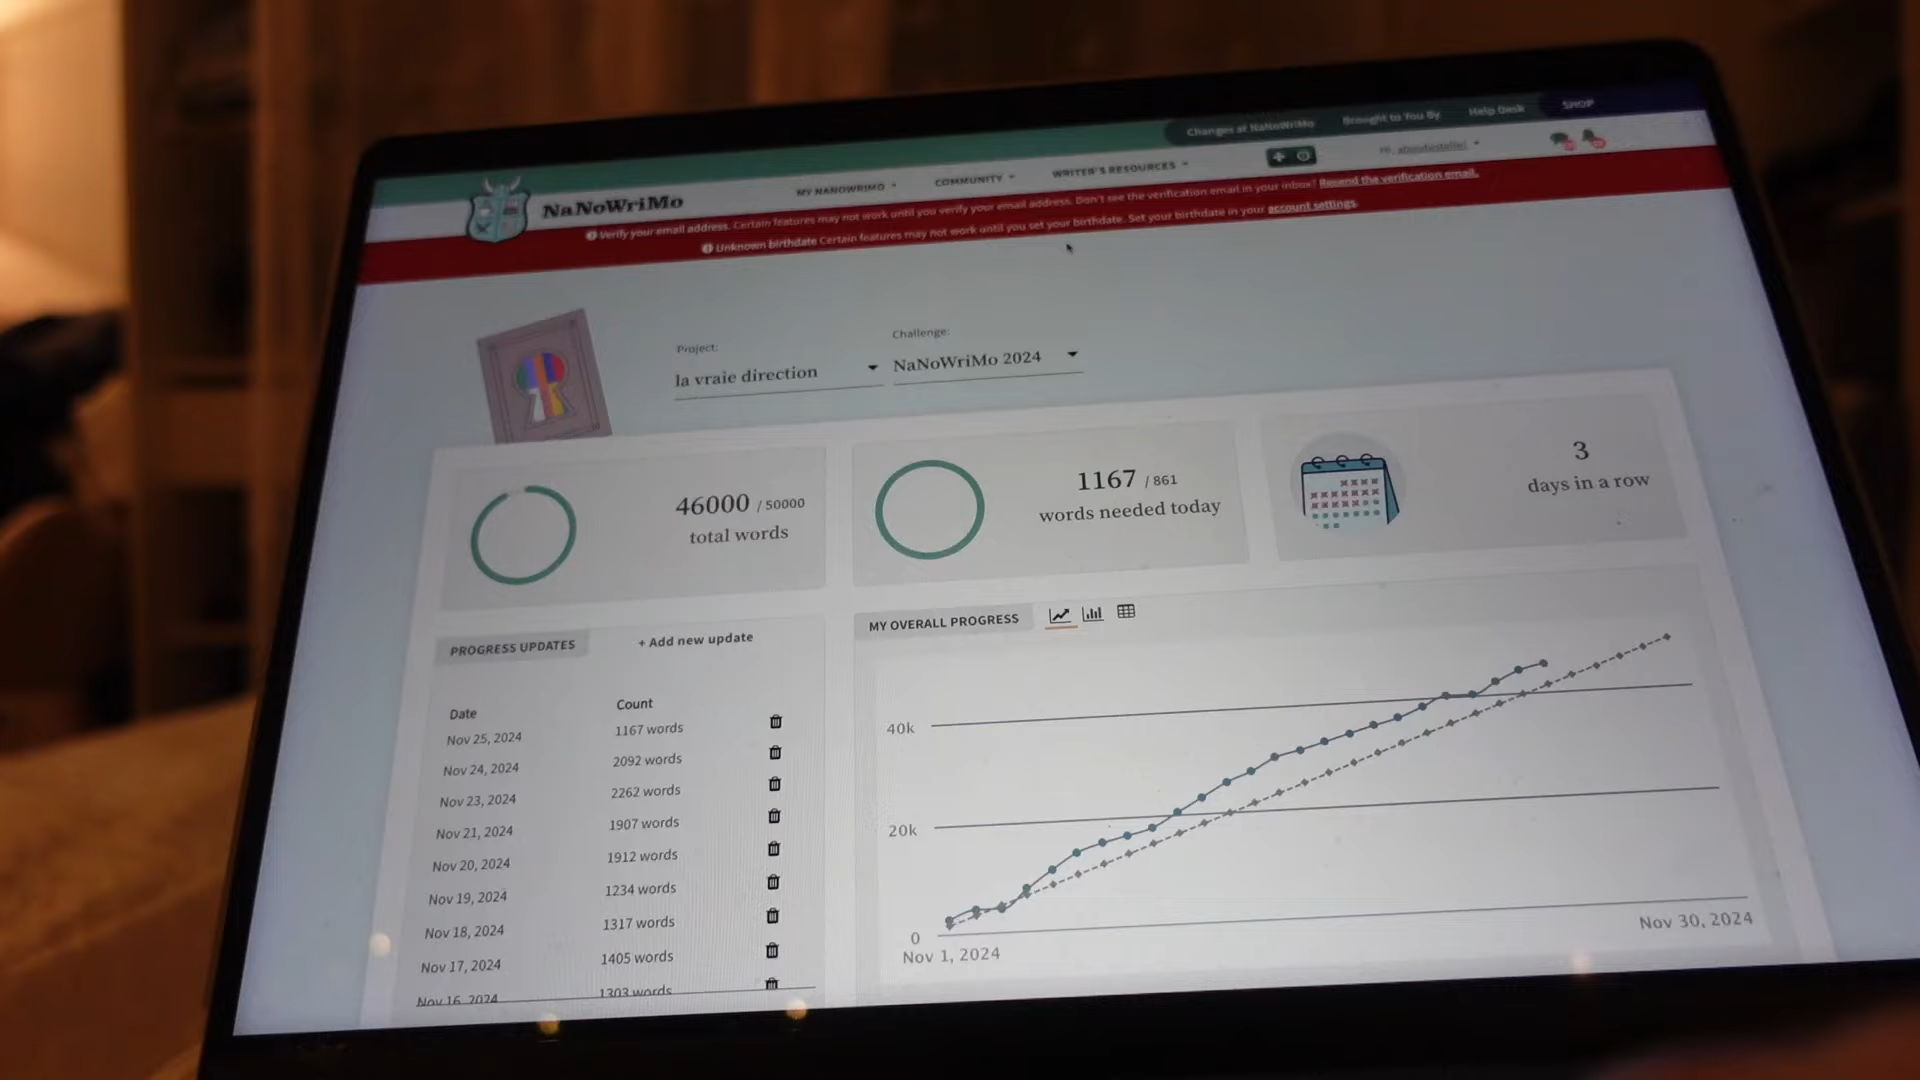 Changes at NaNoWriMo Brought to You By Help Desk SHOP
NaNoWriMo MY NANOWRIMO COMMUNITY WRITER'S RESOURCES
Verify your email address. Certain features may not work until you verify your email address. Don't see the verification email in your inbox? Resend the verification email.
Unknown birthdate Certain features may not work until you set your birthdate. Set your birthdate in your account settings.
Project:
la vraie direction
Challenge:
NaNoWriMo 2024
46000 / 50000
total words
1167 / 861
words needed today
3
days in a row
PROGRESS UPDATES
+ Add new update
Date Count
Nov 25, 2024 1167 words
Nov 24, 2024 2092 words
Nov 23, 2024 2262 words
Nov 21, 2024 1907 words
Nov 20, 2024 1912 words
Nov 19, 2024 1234 words
Nov 18, 2024 1317 words
Nov 17, 2024 1405 words
Nov 16, 2024 1303 words
MY OVERALL PROGRESS
40k
20k
0
Nov 1, 2024
Nov 30, 2024